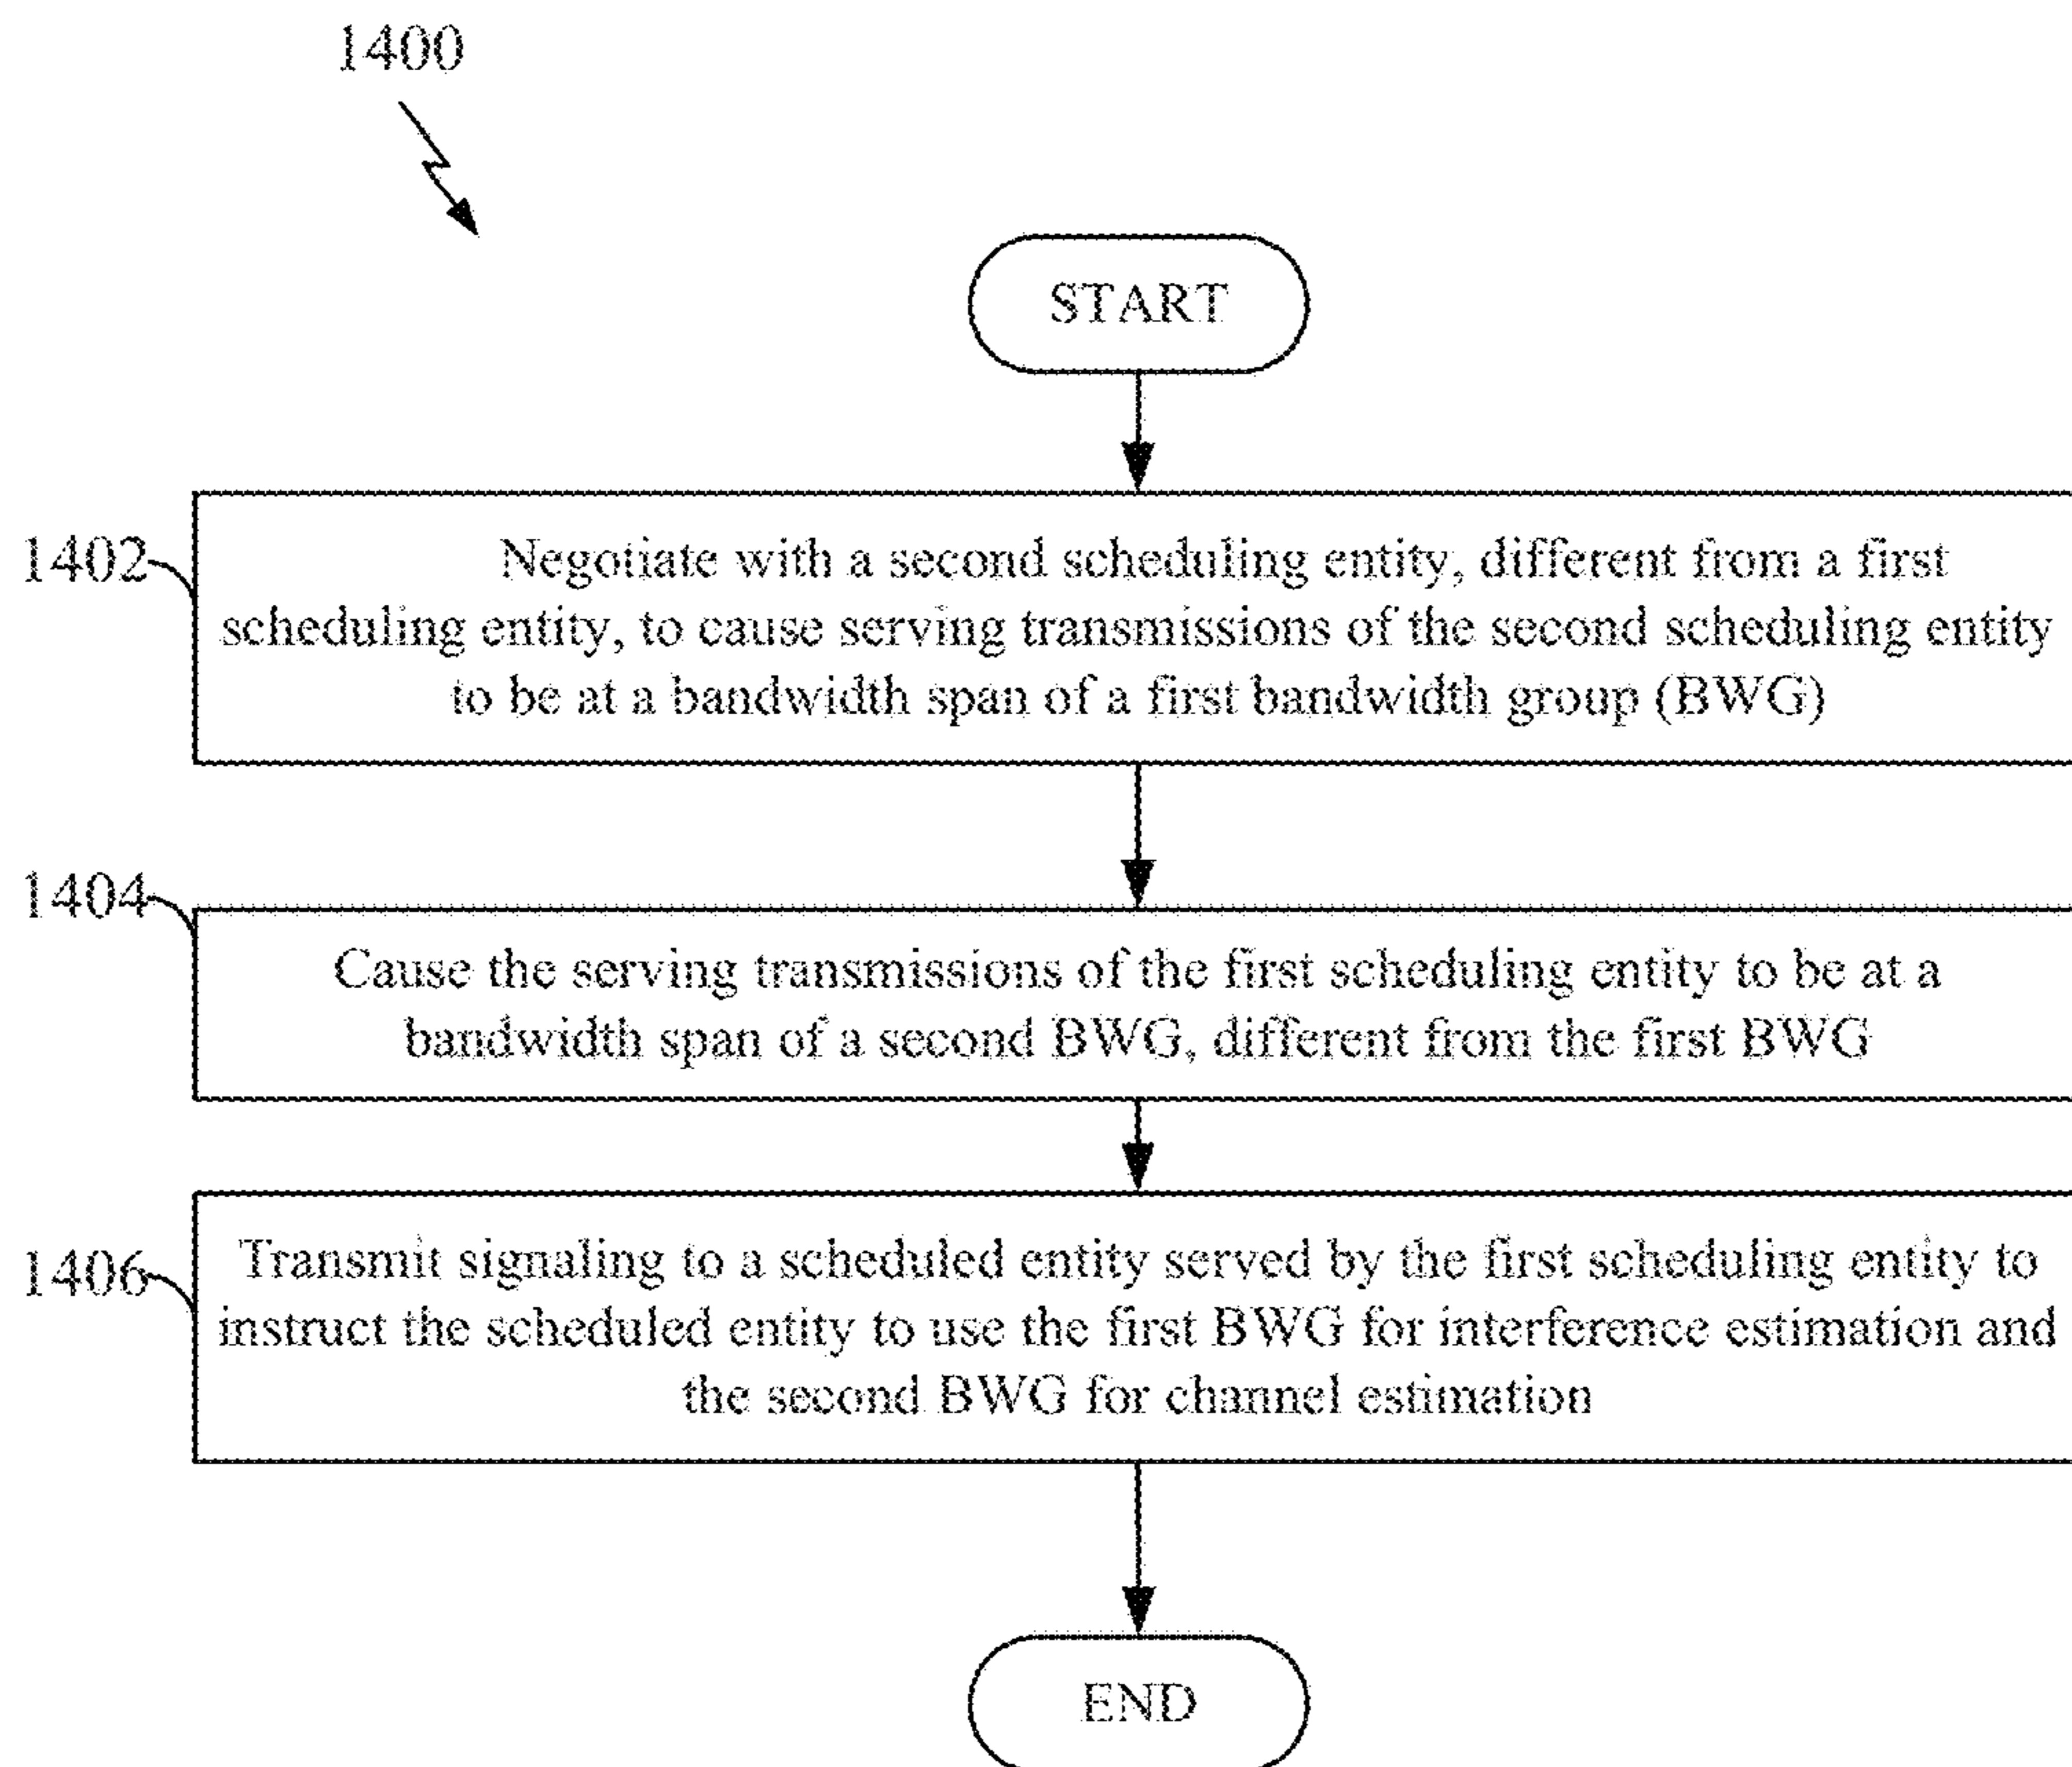 1400
START
1402
Negotiate with a second scheduling entity, different from a first
scheduling entity, to cause serving transmissions of the second scheduling entity
to be at a bandwidth span of a first bandwidth group (BWG)
1404
Cause the serving transmissions of the first scheduling entity to be at a
bandwidth span of a second BWG, different from the first BWG
1406
Transmit signaling to a scheduled entity served by the first scheduling entity to
instruct the scheduled entity to use the first BWG for interference estimation and
the second BWG for channel estimation
END